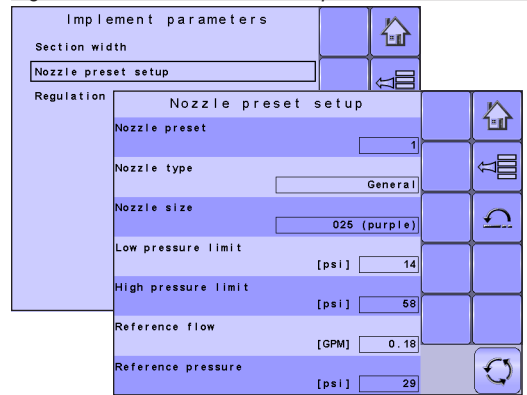 Implement parameters
Section width
Nozzle preset setup
Regulation
Nozzle preset setup
Nozzle preset
1
Nozzle type
General
Nozzle size
025 (purple)
Low pressure limit
[psi] 14
High pressure limit
[psi] 58
Reference flow
[GPM] 0.18
Reference pressure
[psi] 29